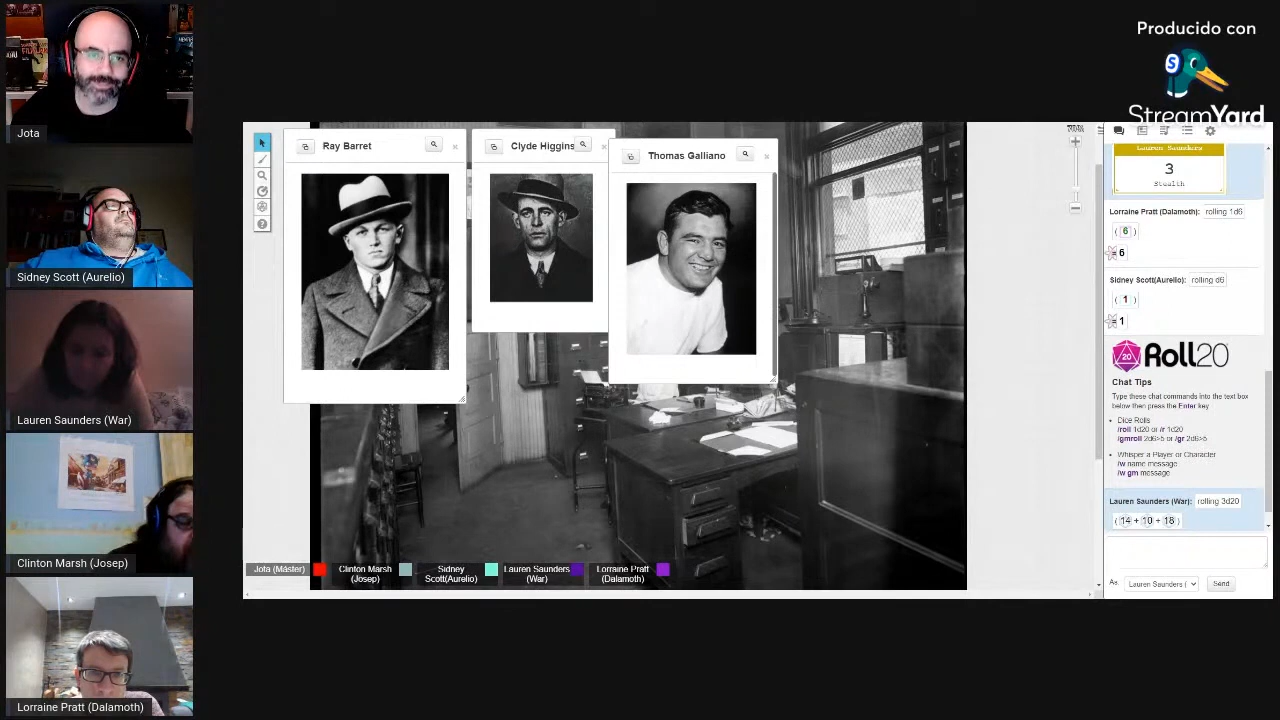 Producido con
StreamYard
Jota
Sidney Scott (Aurelio)
Lauren Saunders (War)
Clinton Marsh (Josep)
Lorraine Pratt (Dalamoth)
Ray Barret
Clyde Higgins
Thomas Galliano
Jota (Máster)
Clinton Marsh
(Josep)
Sidney
Scott(Aurelio)
Lauren Saunders
(War)
Lorraine Pratt
(Dalamoth)
Lauren Saunders
3
Stealth
Lorraine Pratt (Dalamoth): rolling 1d6
( 6 )
= 6
Sidney Scott(Aurelio): rolling d6
( 1 )
= 1
20 Roll20
Chat Tips
Type these chat commands into the text box
below then press the Enter key
• Dice Rolls
/roll 1d20 or /r 1d20
/gmroll 2d6>5 or /gr 2d6>5
• Whisper a Player or Character
/w name message
/w gm message
Lauren Saunders (War): rolling 3d20
( 14 + 10 + 18 )
As: Lauren Saunders (
Send